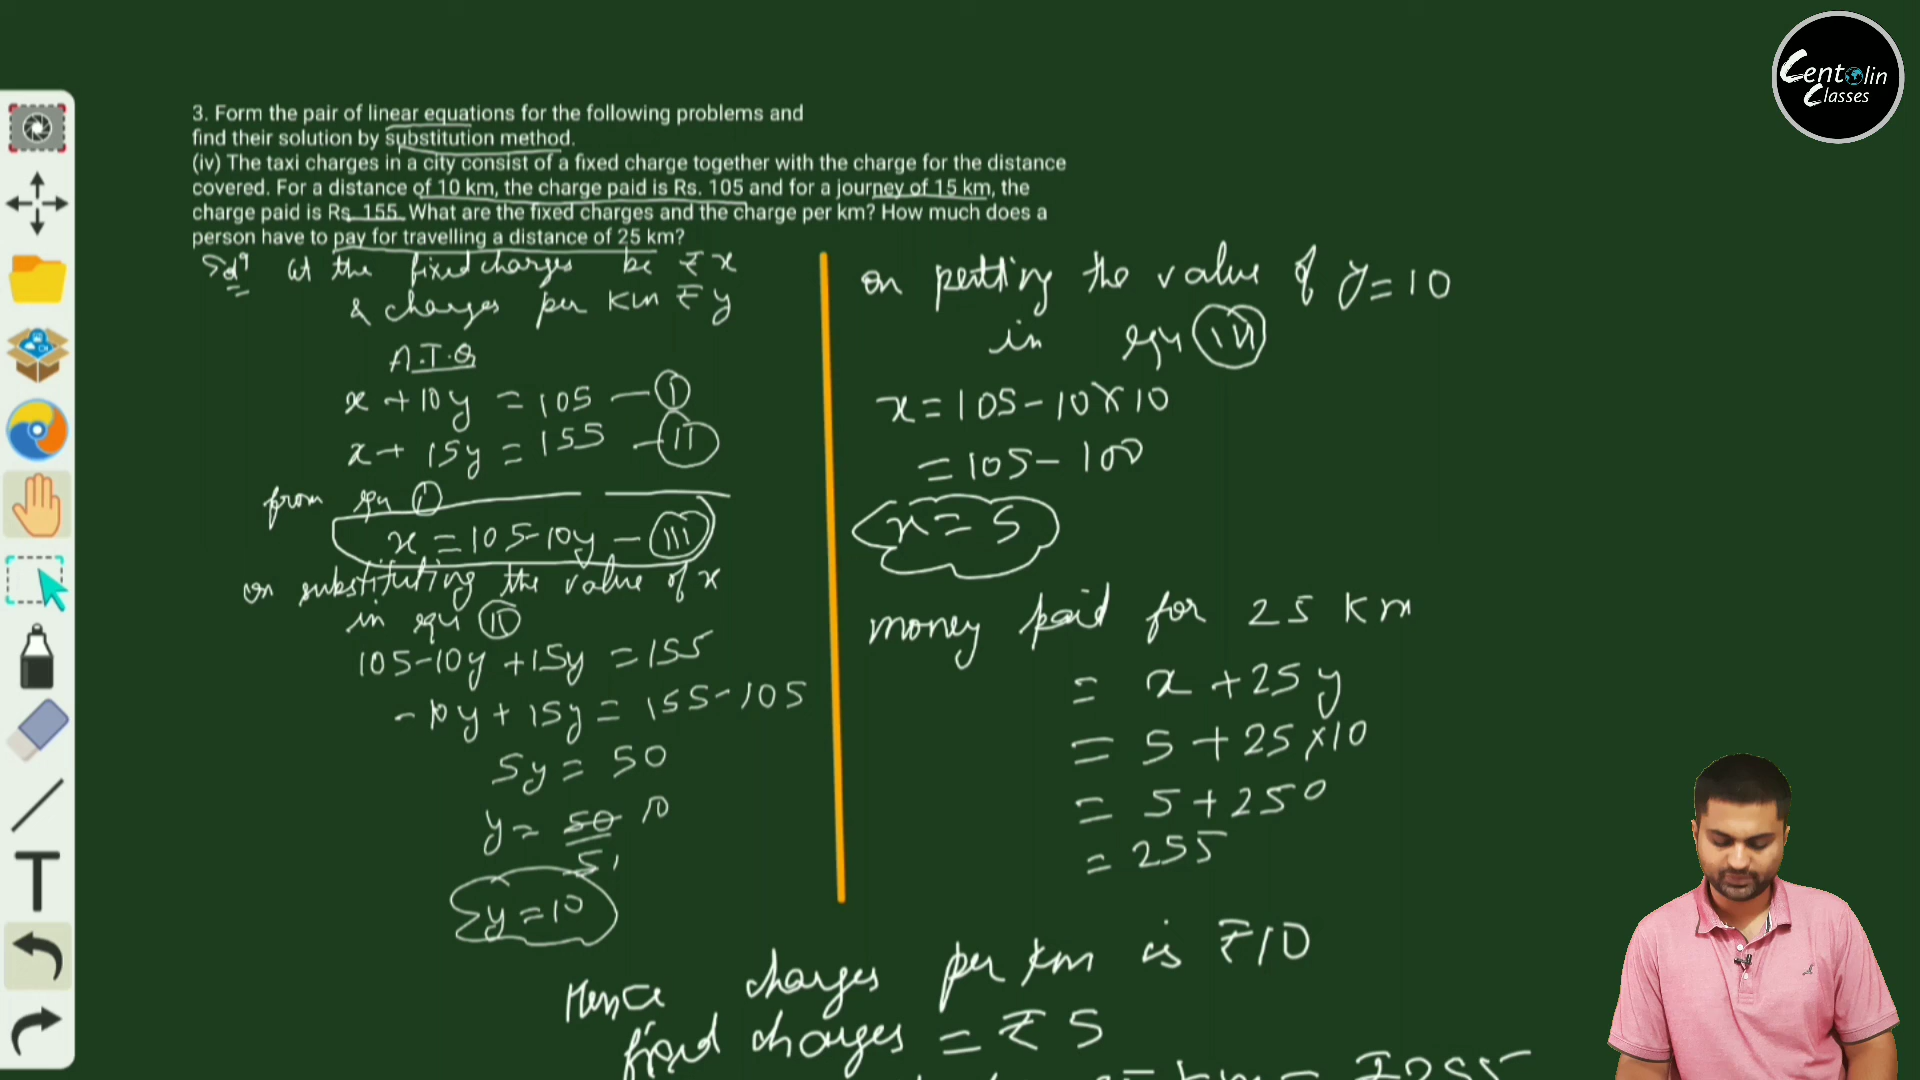 Centolin
Classes
3. Form the pair of linear equations for the following problems and
find their solution by substitution method.
(iv) The taxi charges in a city consist of a fixed charge together with the charge for the distance
covered. For a distance of 10 km, the charge paid is Rs. 105 and for a journey of 15 km, the
charge paid is Rs. 155. What are the fixed charges and the charge per km? How much does a
person have to pay for travelling a distance of 25 km?
Solⁿ let the fixed charges be ₹ x
& charges per Km ₹ y
A.T.Q
x + 10y = 105 — (I)
x + 15y = 155 — (II)
from equ (I)
x = 105 - 10y — (III)
on substituting the value of x
in equ (II)
105 - 10y + 15y = 155
- 10y + 15y = 155 - 105
5y = 50
y = 50/5 10
y = 10
on putting the value of y = 10
in equ (III)
x = 105 - 10 × 10
= 105 - 100
x = 5
money paid for 25 Km
= x + 25y
= 5 + 25 × 10
= 5 + 250
= 255
Hence charges per km is ₹10
fixed charges = ₹ 5
km = ₹255
T